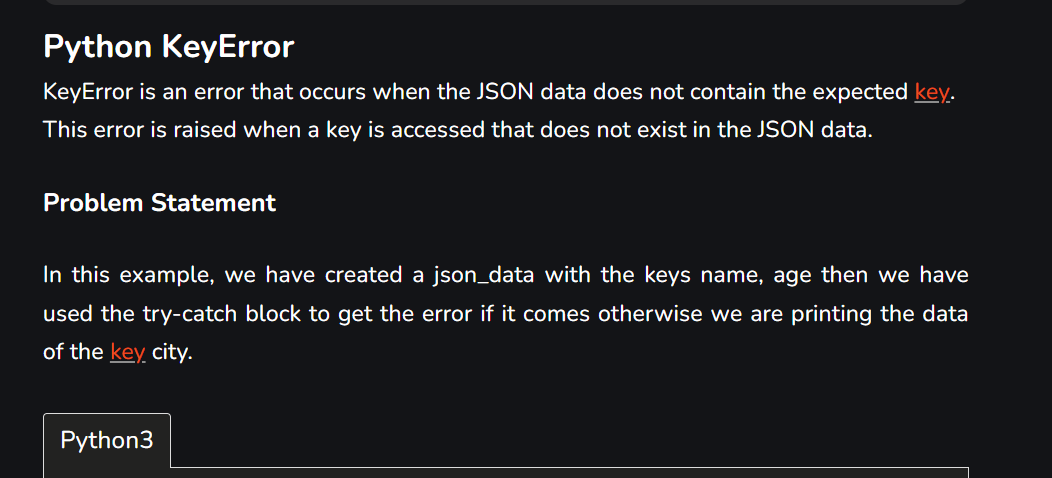 Python KeyError
KeyError is an error that occurs when the JSON data does not contain the expected key.
This error is raised when a key is accessed that does not exist in the JSON data.
Problem Statement
In this example, we have created a json_data with the keys name, age then we have
used the try-catch block to get the error if it comes otherwise we are printing the data
of the key city.
Python3